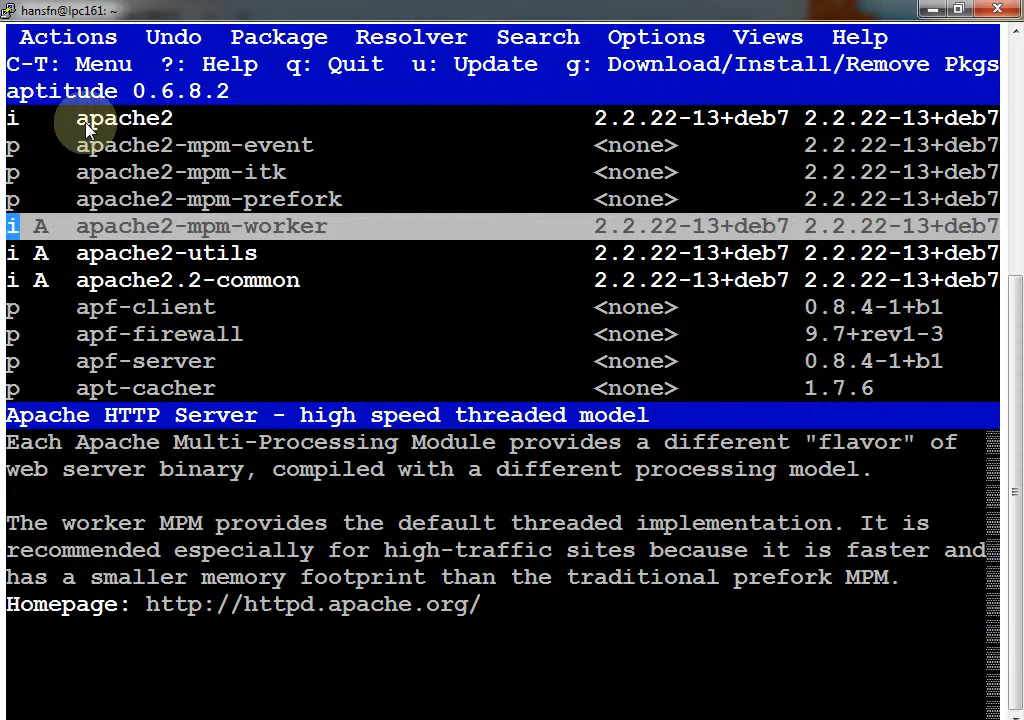 hansfn@lpc161: ~
Actions Undo Package Resolver Search Options Views Help
C-T: Menu ?: Help q: Quit u: Update g: Download/Install/Remove Pkgs
aptitude 0.6.8.2
i apache2 2.2.22-13+deb7 2.2.22-13+deb7
p apache2-mpm-event <none> 2.2.22-13+deb7
p apache2-mpm-itk <none> 2.2.22-13+deb7
p apache2-mpm-prefork <none> 2.2.22-13+deb7
i A apache2-mpm-worker 2.2.22-13+deb7 2.2.22-13+deb7
i A apache2-utils 2.2.22-13+deb7 2.2.22-13+deb7
i A apache2.2-common 2.2.22-13+deb7 2.2.22-13+deb7
p apf-client <none> 0.8.4-1+b1
p apf-firewall <none> 9.7+rev1-3
p apf-server <none> 0.8.4-1+b1
p apt-cacher <none> 1.7.6
Apache HTTP Server - high speed threaded model
Each Apache Multi-Processing Module provides a different "flavor" of
web server binary, compiled with a different processing model.
The worker MPM provides the default threaded implementation. It is
recommended especially for high-traffic sites because it is faster and
has a smaller memory footprint than the traditional prefork MPM.
Homepage: http://httpd.apache.org/